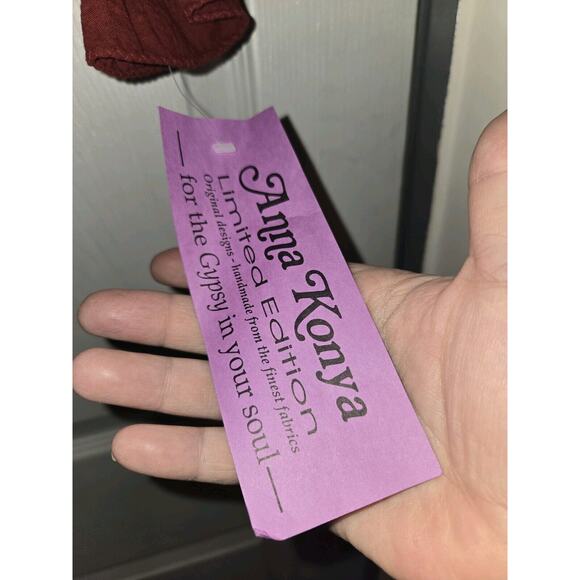 Anna Konya
Limited Edition
Original designs - handmade from the finest fabrics
— for the Gypsy in your soul —